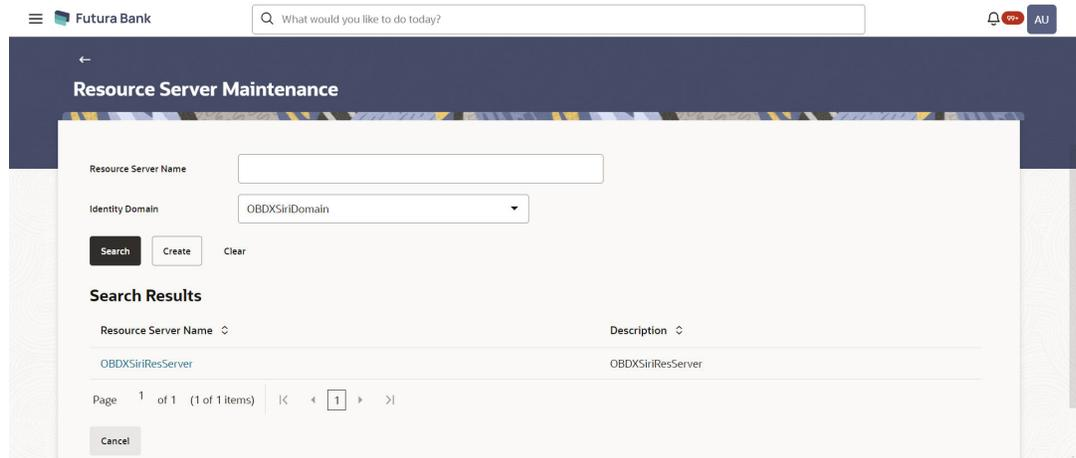 Futura Bank What would you like to do today? 99+ AU
Resource Server Maintenance
Resource Server Name
Identity Domain OBDXSiriDomain
Search Create Clear
Search Results
Resource Server Name Description
OBDXSiriResServer OBDXSiriResServer
Page 1 of 1 (1 of 1 items) 1
Cancel